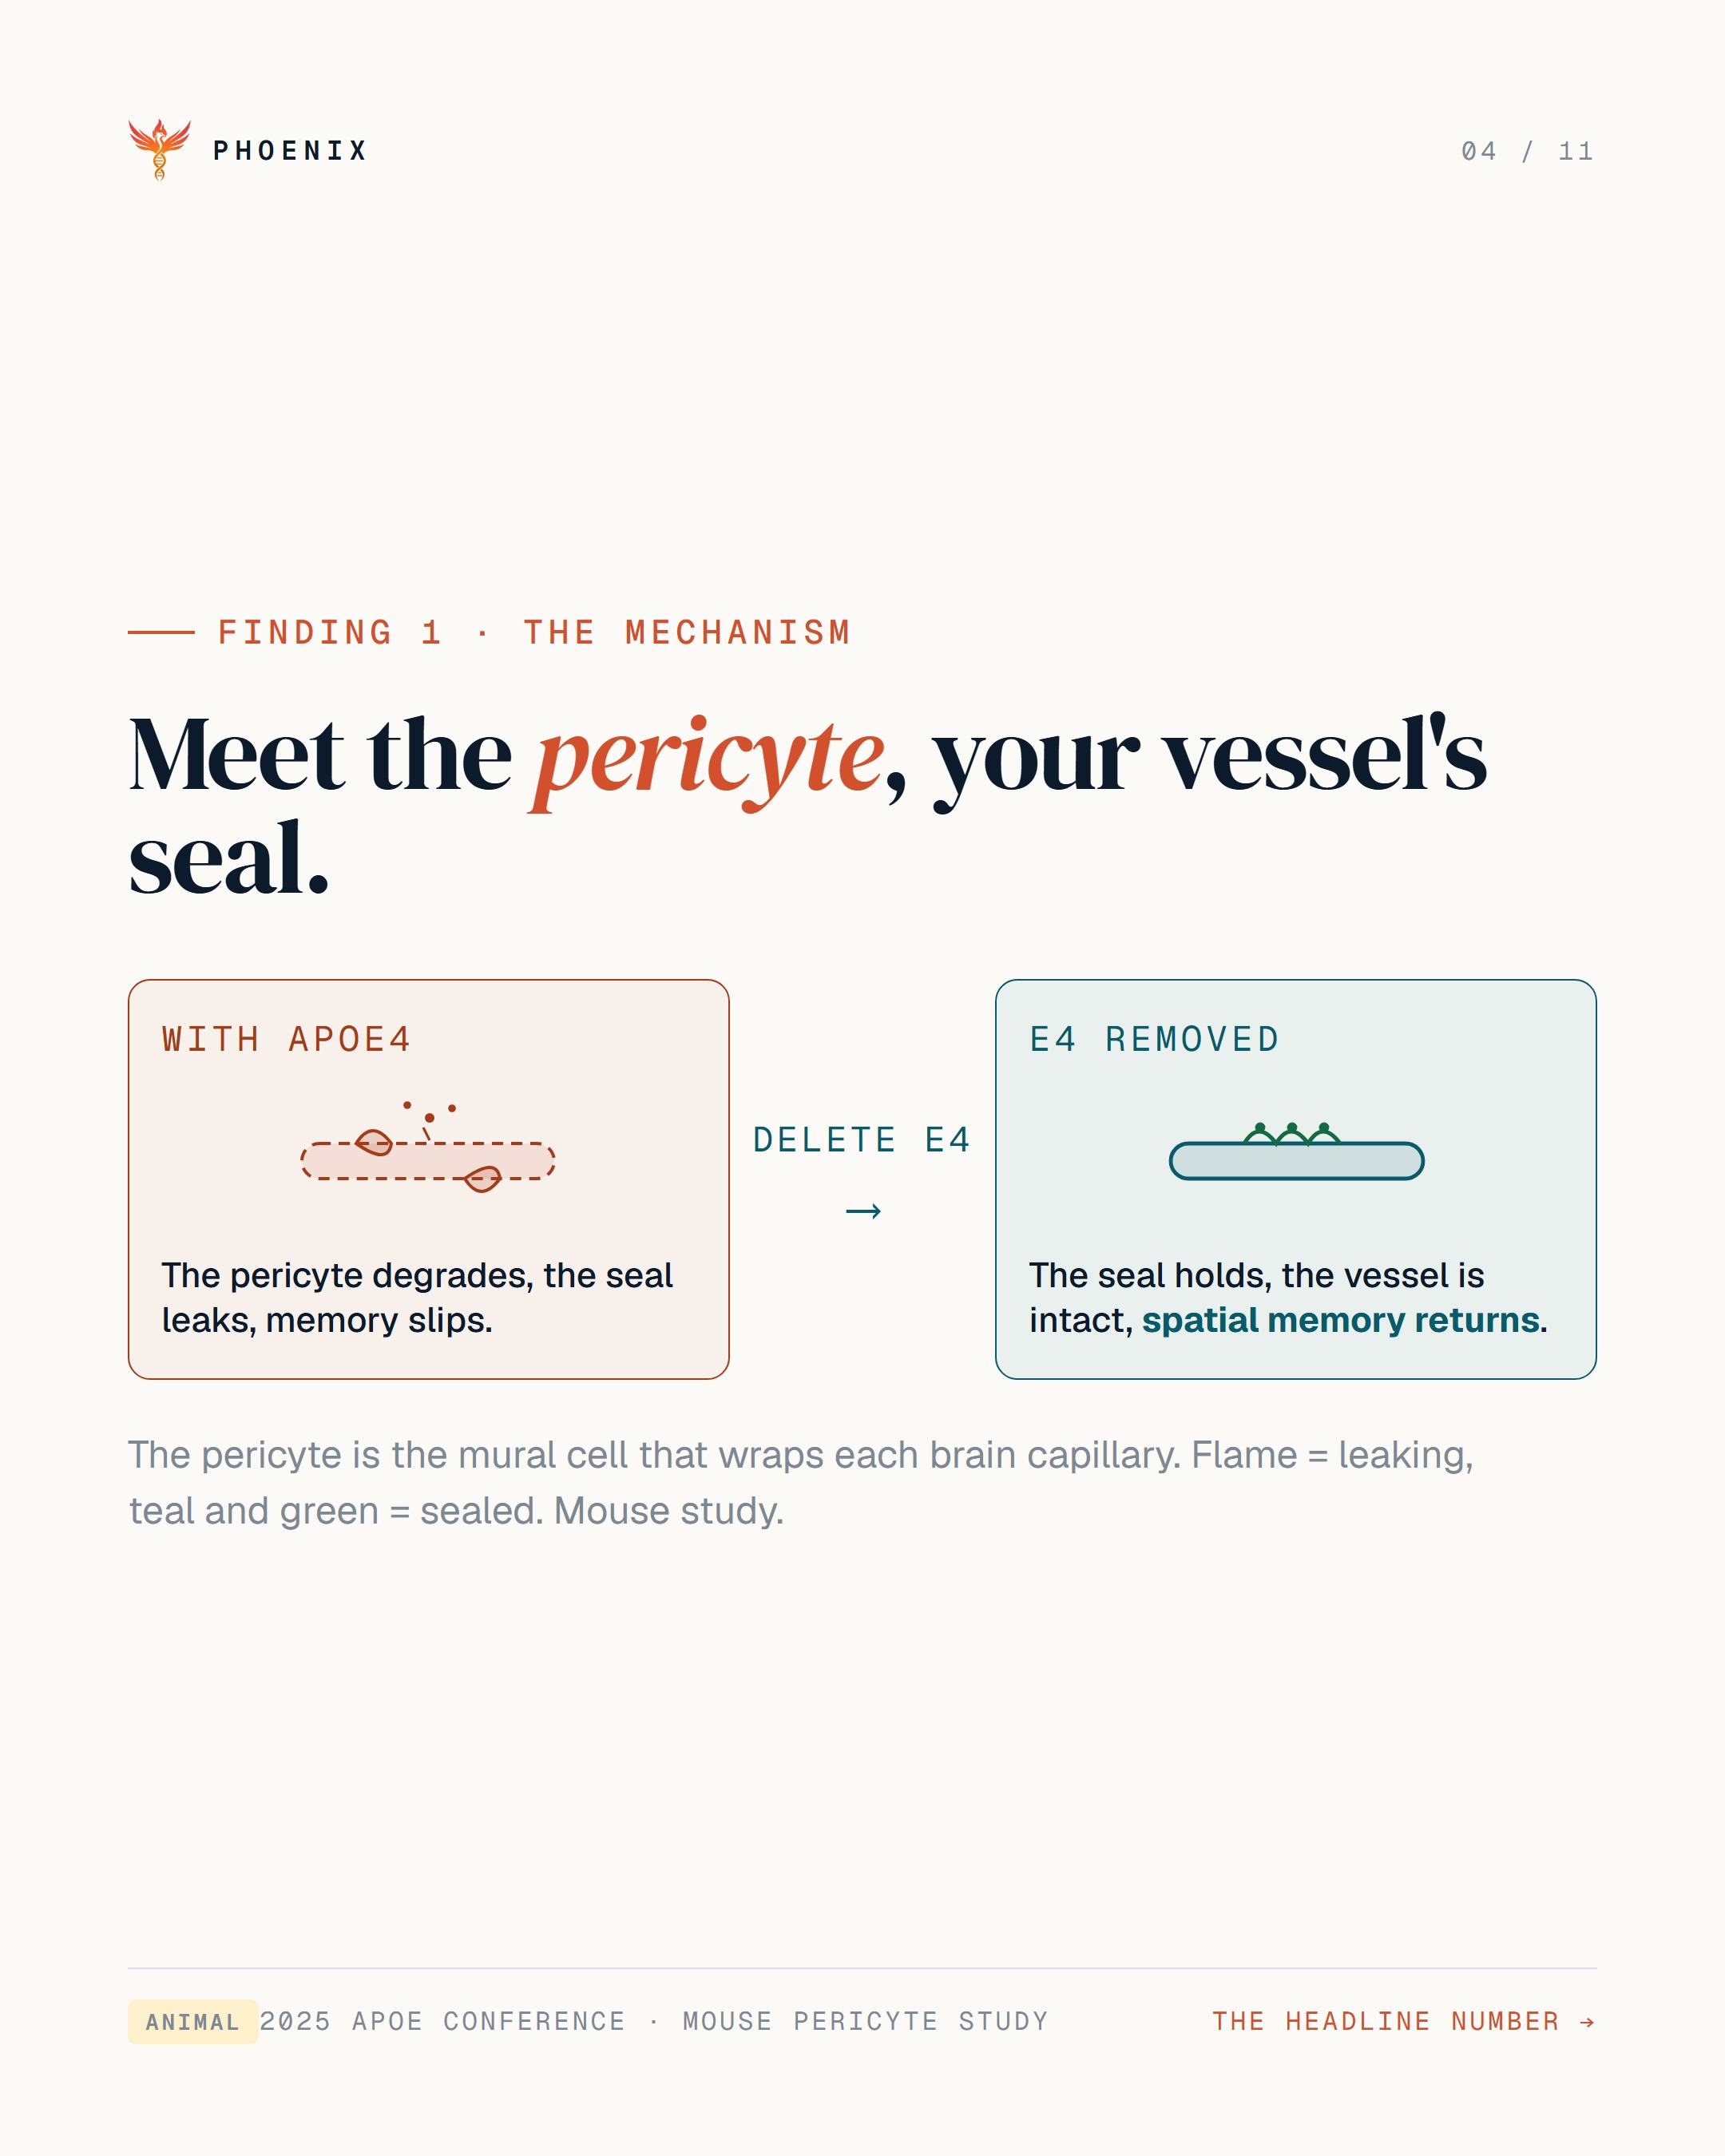 PHOENIX
04 / 11
FINDING 1 · THE MECHANISM
Meet the pericyte, your vessel's
seal.
WITH APOE4
The pericyte degrades, the seal
leaks, memory slips.
DELETE E4
→
E4 REMOVED
The seal holds, the vessel is
intact, spatial memory returns.
The pericyte is the mural cell that wraps each brain capillary. Flame = leaking,
teal and green = sealed. Mouse study.
ANIMAL 2025 APOE CONFERENCE · MOUSE PERICYTE STUDY
THE HEADLINE NUMBER →